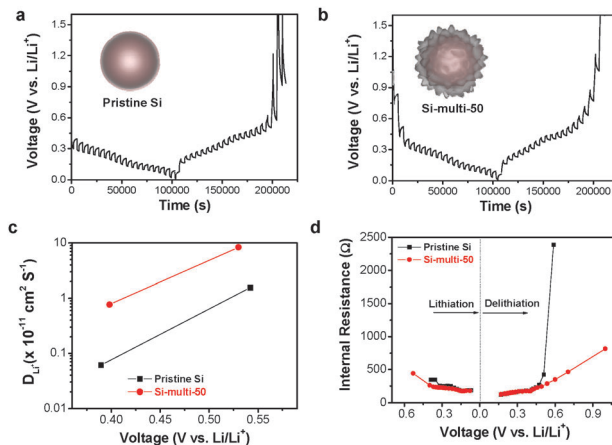 a
1.5
1.2
0.9
0.6
0.3
0.0
Voltage (V vs. Li/Li⁺)
Pristine Si
0 50000 100000 150000 200000
Time (s)
b
1.5
1.2
0.9
0.6
0.3
0.0
Voltage (V vs. Li/Li⁺)
Si-multi-50
0 50000 100000 150000 200000
Time (s)
c
10
1
0.1
0.01
D Li⁺ (x 10⁻¹¹ cm² S⁻¹)
Pristine Si
Si-multi-50
0.40 0.45 0.50 0.55
Voltage (V vs. Li/Li⁺)
d
2500
2000
1500
1000
500
0
Internal Resistance (Ω)
Pristine Si
Si-multi-50
Lithiation Delithiation
0.6 0.3 0.0 0.3 0.6 0.9
Voltage (V vs. Li/Li⁺)